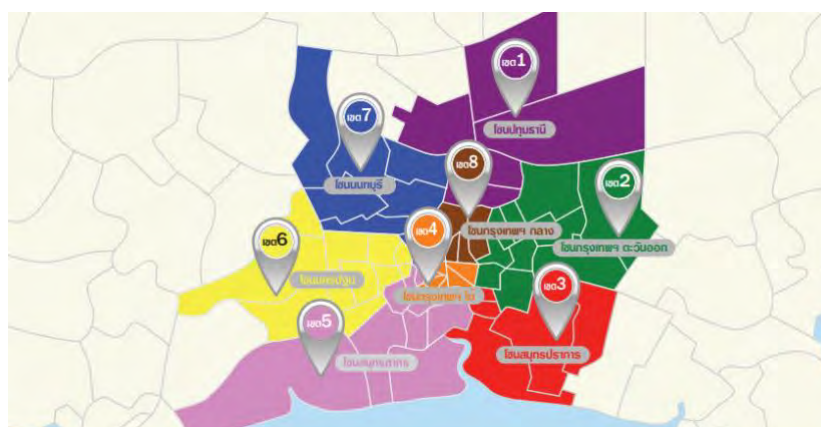 เขต1
โซนปทุมธานี
เขต7
โซนนนทบุรี
เขต8
โซนกรุงเทพฯ กลาง
เขต2
โซนกรุงเทพฯ ตะวันออก
เขต4
โซนกรุงเทพฯ ใต้
เขต6
โซนนครปฐม
เขต3
โซนสมุทรปราการ
เขต5
โซนสมุทรสาคร